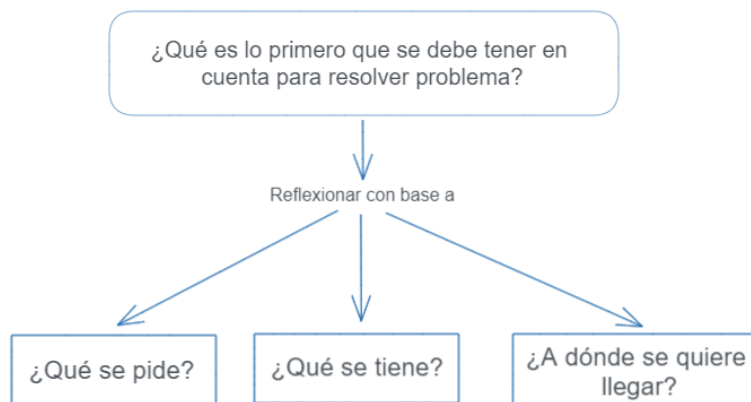 ¿Qué es lo primero que se debe tener en
cuenta para resolver problema?
Reflexionar con base a
¿Qué se pide?
¿Qué se tiene?
¿A dónde se quiere
llegar?